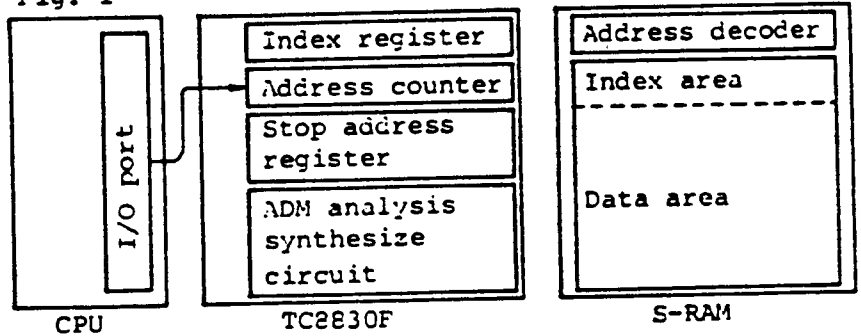 Fig. 1
I/O port
CPU
Index register
Address counter
Stop address
register
ADM analysis
synthesize
circuit
TC8830F
Address decoder
Index area
Data area
S-RAM